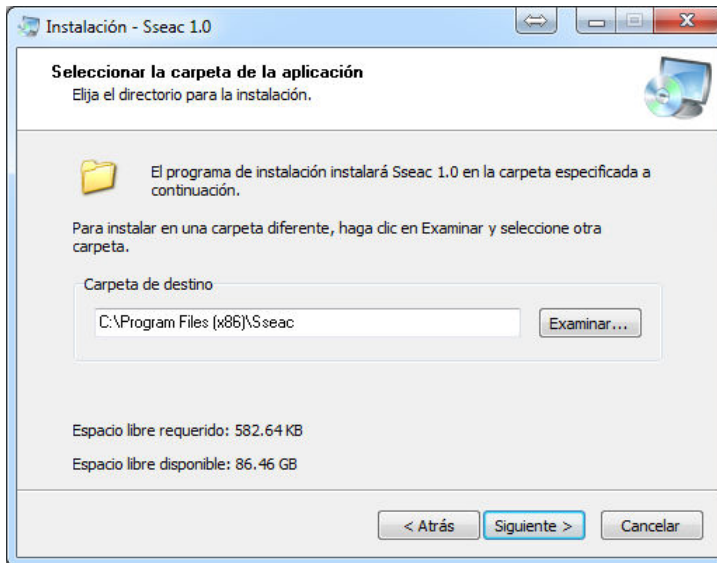 Instalación - Sseac 1.0
Seleccionar la carpeta de la aplicación
Elija el directorio para la instalación.
El programa de instalación instalará Sseac 1.0 en la carpeta especificada a
continuación.
Para instalar en una carpeta diferente, haga clic en Examinar y seleccione otra
carpeta.
Carpeta de destino
C:\Program Files (x86)\Sseac
Examinar...
Espacio libre requerido: 582.64 KB
Espacio libre disponible: 86.46 GB
< Atrás
Siguiente >
Cancelar